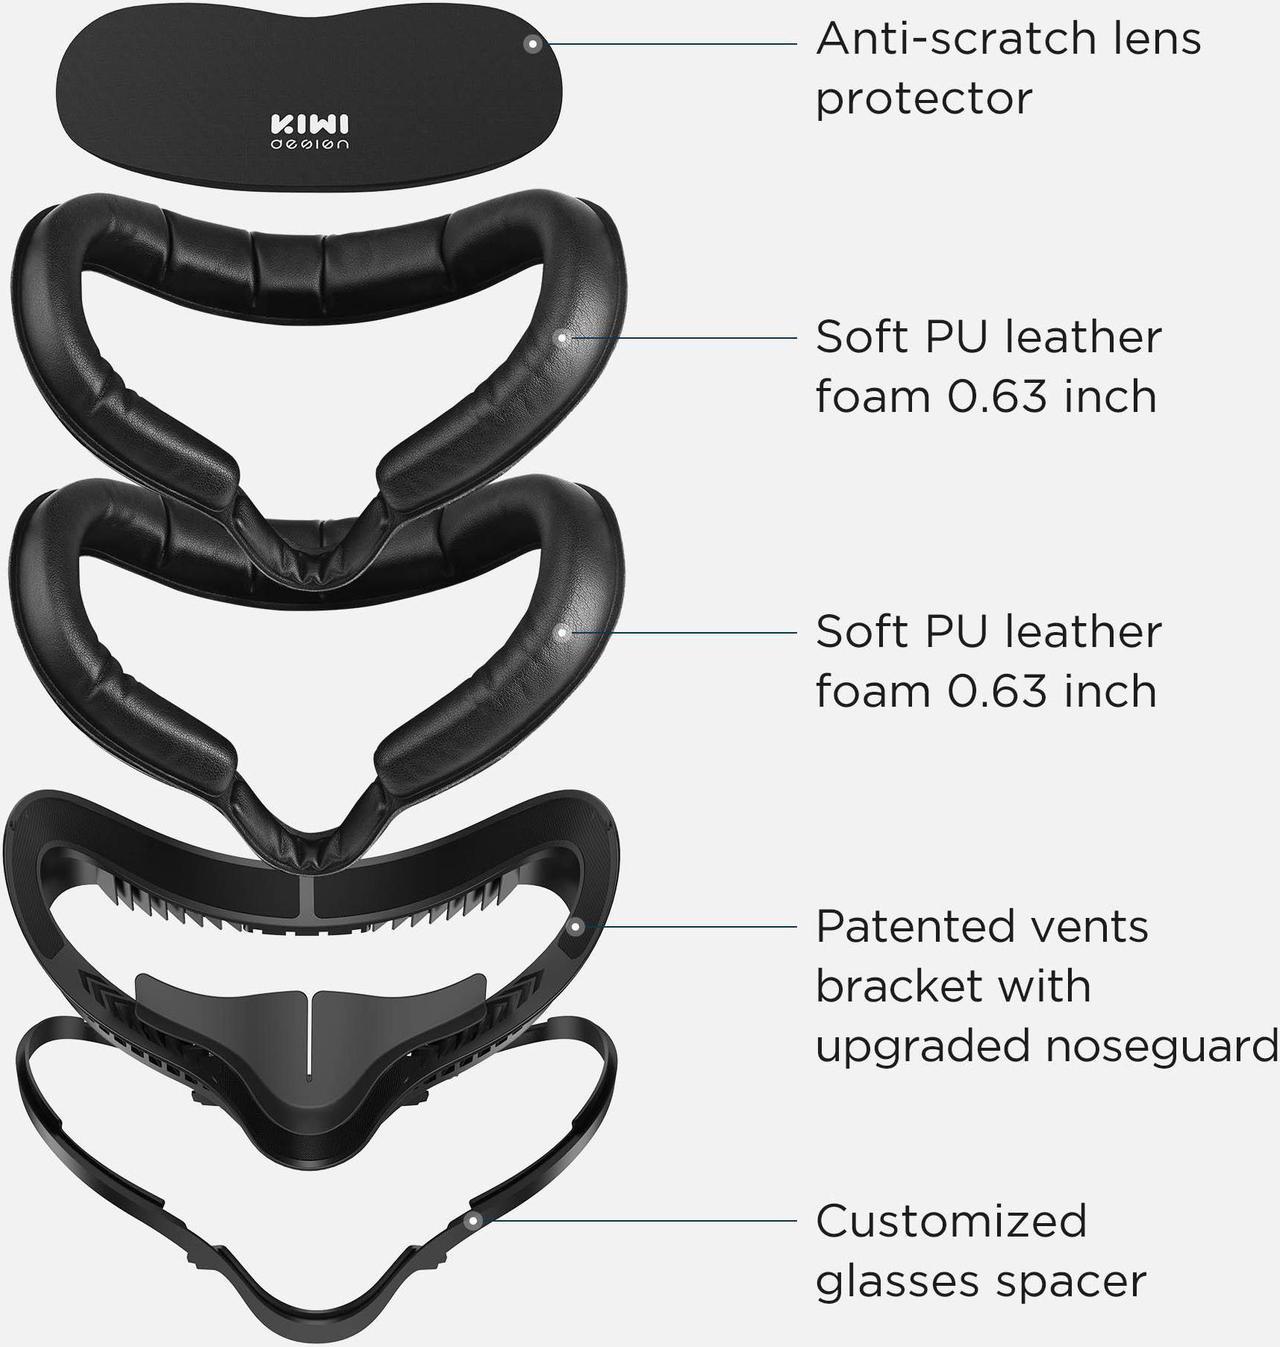 KIWI
design
Anti-scratch lens
protector
Soft PU leather
foam 0.63 inch
Soft PU leather
foam 0.63 inch
Patented vents
bracket with
upgraded noseguard
Customized
glasses spacer